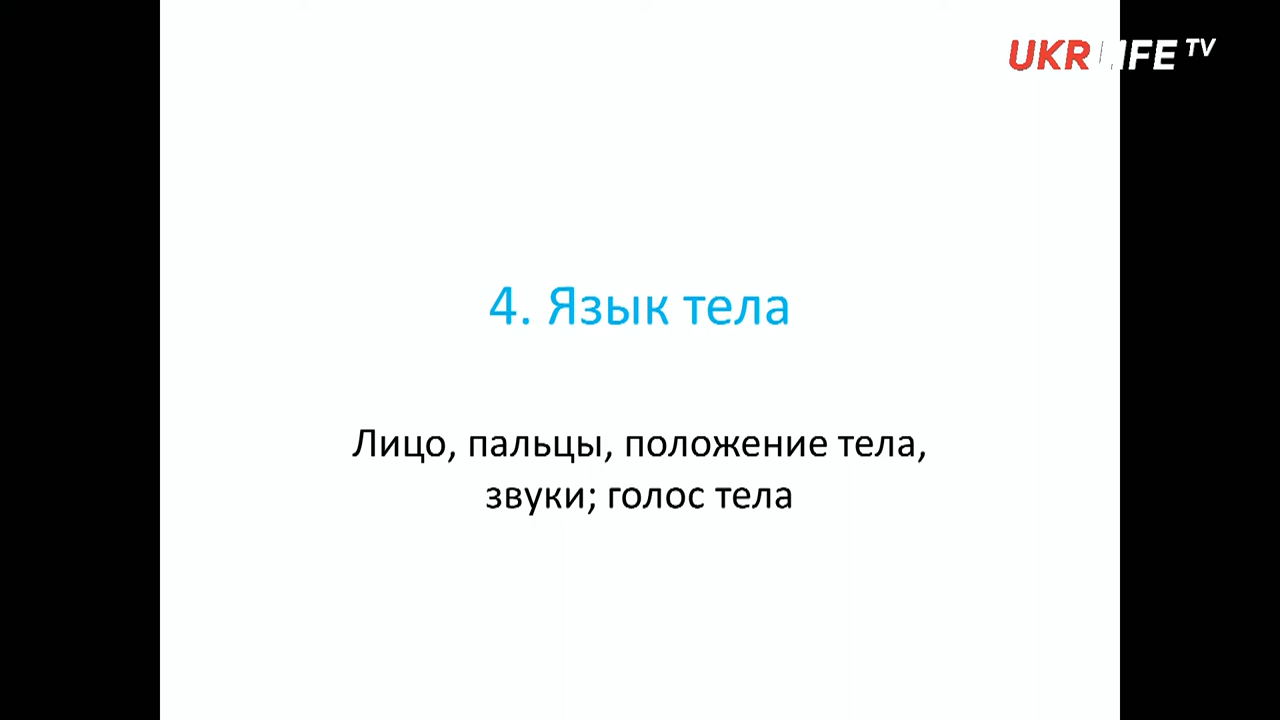 UKRLIFE TV
4. Язык тела
Лицо, пальцы, положение тела,
звуки; голос тела